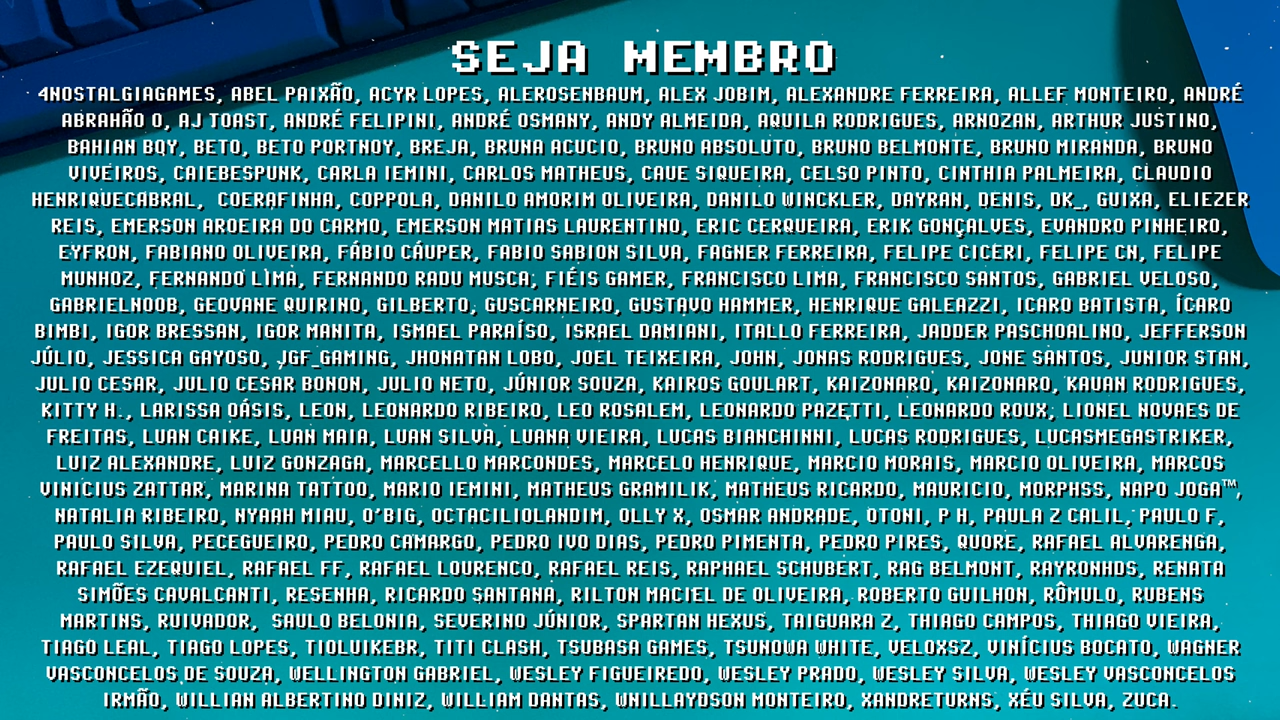 SEJA MEMBRO
4NOSTALGIAGAMES, ABEL PAIXÃO, ACYR LOPES, ALEROSENBAUM, ALEX JOBIM, ALEXANDRE FERREIRA, ALLEF MONTEIRO, ANDRÉ
ABRAHÃO O, AJ TOAST, ANDRÉ FELIPINI, ANDRÉ OSMANY, ANDY ALMEIDA, AQUILA RODRIGUES, ARNOZAN, ARTHUR JUSTINO,
BAHIAN BQY, BETO, BETO PORTNOY, BREJA, BRUNA ACUCIO, BRUNO ABSOLUTO, BRUNO BELMONTE, BRUNO MIRANDA, BRUNO
VIVEIROS, CAIEBESPUNK, CARLA IEMINI, CARLOS MATHEUS, CAVE SIQUEIRA, CELSO PINTO, CINTHIA PALMEIRA, CLAUDIO
HENRIQUECABRAL, COERAFINHA, COPPOLA, DANILO AMORIM OLIVEIRA, DANILO WINCKLER, DAYRAN, DENIS, DK_, GUIXA, ELIEZER
REIS, EMERSON AROEIRA DO CARMO, EMERSON MATIAS LAURENTINO, ERIC CERQUEIRA, ERIK GONÇALVES, EVANDRO PINHEIRO,
EYFRON, FABIANO OLIVEIRA, FÁBIO CÁUPER, FABIO SABION SILVA, FAGNER FERREIRA, FELIPE CICERI, FELIPE CN, FELIPE
MUNHOZ, FERNANDO LIMA, FERNANDO RADU MUSCA, FIÉIS GAMER, FRANCISCO LIMA, FRANCISCO SANTOS, GABRIEL VELOSO,
GABRIELNOOB, GEOVANE QUIRINO, GILBERTO, GUSCARNEIRO, GUSTAVO HAMMER, HENRIQUE GALEAZZI, ICARO BATISTA, ÍCARO
BIMBI, IGOR BRESSAN, IGOR MANITA, ISMAEL PARAÍSO, ISRAEL DAMIANI, ITALLO FERREIRA, JADDER PASCHOALINO, JEFFERSON
JÚLIO, JESSICA GAYOSO, JGF_GAMING, JHONATAN LOBO, JOEL TEIXEIRA, JOHN, JONAS RODRIGUES, JONE SANTOS, JUNIOR STAN,
JULIO CESAR, JULIO CESAR BONON, JULIO NETO, JÚNIOR SOUZA, KAIROS GOULART, KAIZONARO, KAIZONARO, KAUAN RODRIGUES,
KITTY H., LARISSA OÁSIS, LEON, LEONARDO RIBEIRO, LEO ROSALEM, LEONARDO PAZETTI, LEONARDO ROUX, LIONEL NOVAES DE
FREITAS, LUAN CAIKE, LUAN MAIA, LUAN SILVA, LUANA VIEIRA, LUCAS BIANCHINNI, LUCAS RODRIGUES, LUCASMEGASTRIKER,
LUIZ ALEXANDRE, LUIZ GONZAGA, MARCELLO MARCONDES, MARCELO HENRIQUE, MARCIO MORAIS, MARCIO OLIVEIRA, MARCOS
VINICIUS ZATTAR, MARINA TATTOO, MARIO IEMINI, MATHEUS GRAMILIK, MATHEUS RICARDO, MAURICIO, MORPHSS, NAPO JOGA™,
NATALIA RIBEIRO, NYAAH MIAU, O'BIG, OCTACILIOLANDIM, OLLY X, OSMAR ANDRADE, OTONI, P H, PAULA Z CALIL, PAULO F,
PAULO SILVA, PECEGUEIRO, PEDRO CAMARGO, PEDRO IVO DIAS, PEDRO PIMENTA, PEDRO PIRES, QUORE, RAFAEL ALVARENGA,
RAFAEL EZEQUIEL, RAFAEL FF, RAFAEL LOURENCO, RAFAEL REIS, RAPHAEL SCHUBERT, RAG BELMONT, RAYRONHDS, RENATA
SIMÕES CAVALCANTI, RESENHA, RICARDO SANTANA, RILTON MACIEL DE OLIVEIRA, ROBERTO GUILHON, RÔMULO, RUBENS
MARTINS, RUIVADOR, SAULO BELONIA, SEVERINO JÚNIOR, SPARTAN HEXUS, TAIGUARA Z, THIAGO CAMPOS, THIAGO VIEIRA,
TIAGO LEAL, TIAGO LOPES, TIOLUIKEBR, TITI CLASH, TSUBASA GAMES, TSUNOWA WHITE, VELOXSZ, VINÍCIUS BOCATO, WAGNER
VASCONCELOS DE SOUZA, WELLINGTON GABRIEL, WESLEY FIGUEIREDO, WESLEY PRADO, WESLEY SILVA, WESLEY VASCONCELOS
IRMÃO, WILLIAN ALBERTINO DINIZ, WILLIAM DANTAS, WNILLAYDSON MONTEIRO, XANDRETURNS, XÉU SILVA, ZUCA.